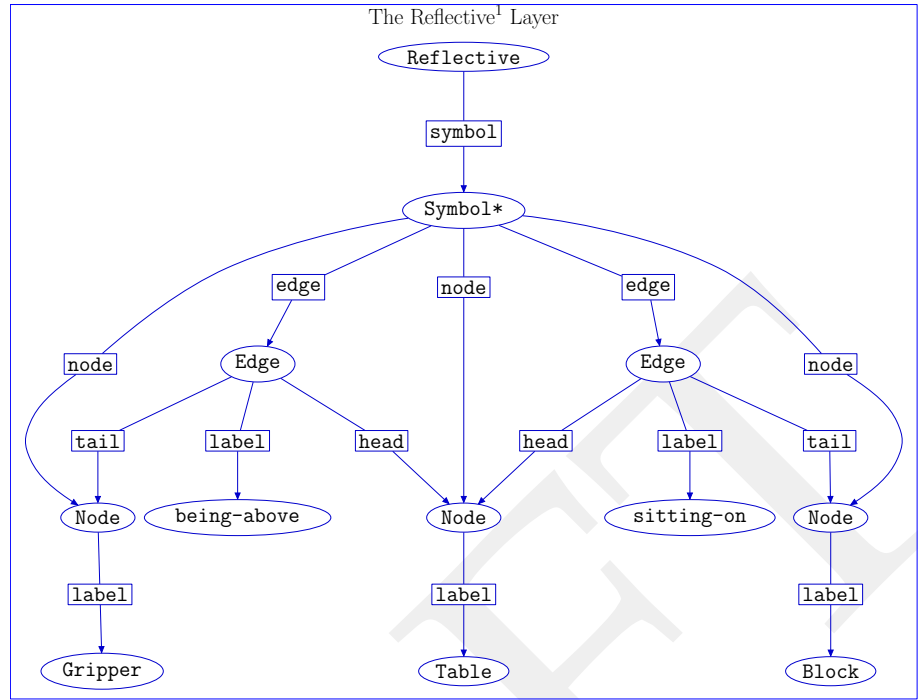 The Reflective¹ Layer
Reflective
symbol
Symbol*
edge node edge
node Edge Edge node
tail label head head label tail
Node being-above Node sitting-on Node
label label label
Gripper Table Block